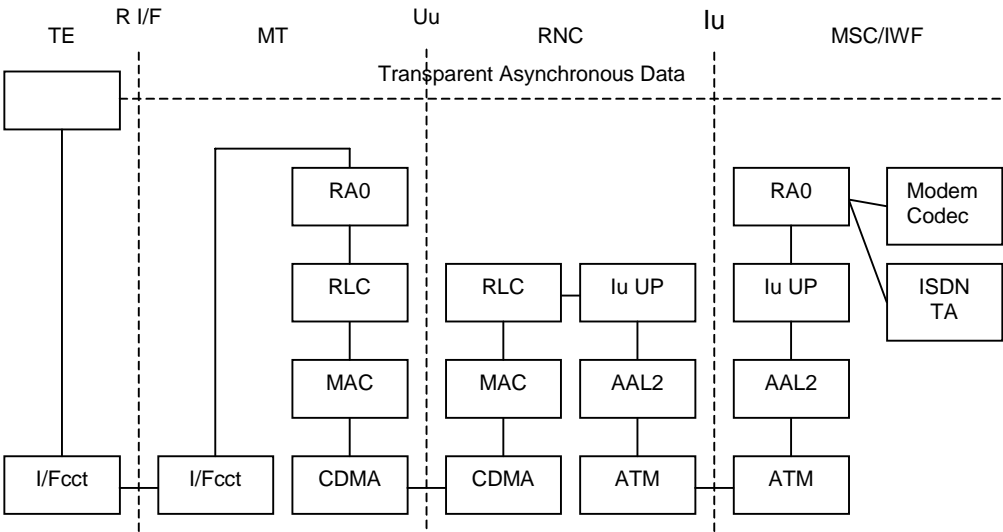 R I/F Uu Iu
TE MT RNC MSC/IWF
Transparent Asynchronous Data
RA0 RA0 Modem
Codec
RLC RLC Iu UP Iu UP ISDN
TA
MAC MAC AAL2 AAL2
I/Fcct I/Fcct CDMA CDMA ATM ATM